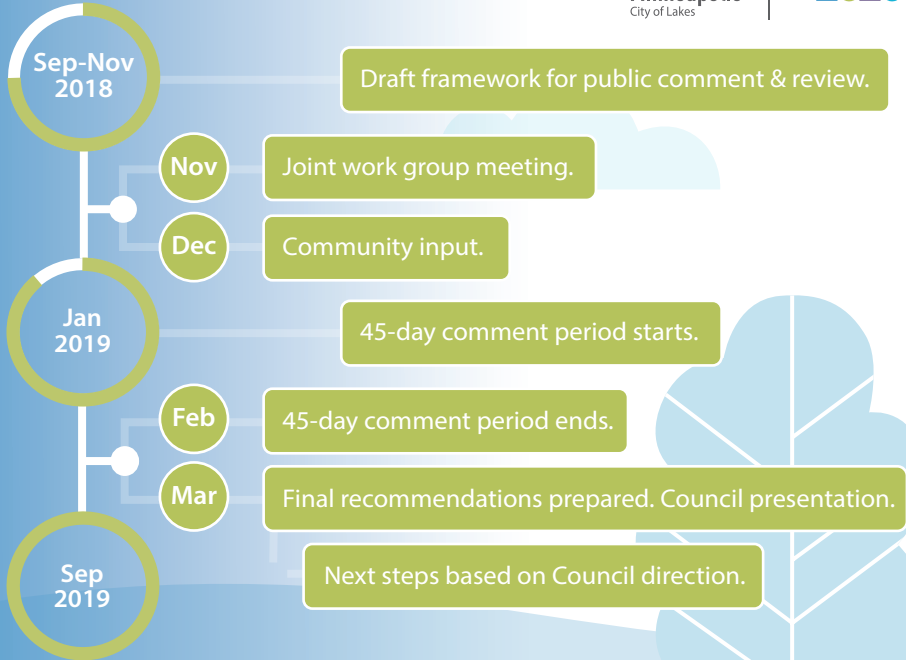 City of Lakes
Sep-Nov
2018
Draft framework for public comment & review.
Nov
Joint work group meeting.
Dec
Community input.
Jan
2019
45-day comment period starts.
Feb
45-day comment period ends.
Mar
Final recommendations prepared. Council presentation.
Sep
2019
Next steps based on Council direction.